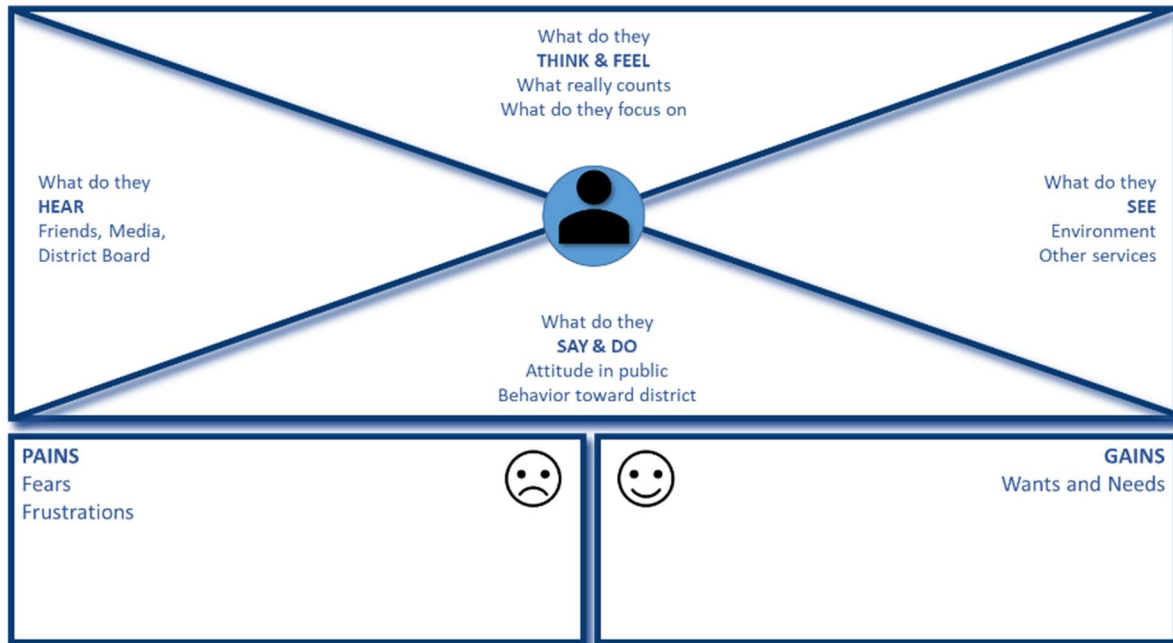 What do they
THINK & FEEL
What really counts
What do they focus on
What do they
HEAR
Friends, Media,
District Board
What do they
SEE
Environment
Other services
What do they
SAY & DO
Attitude in public
Behavior toward district
PAINS
Fears
Frustrations
GAINS
Wants and Needs